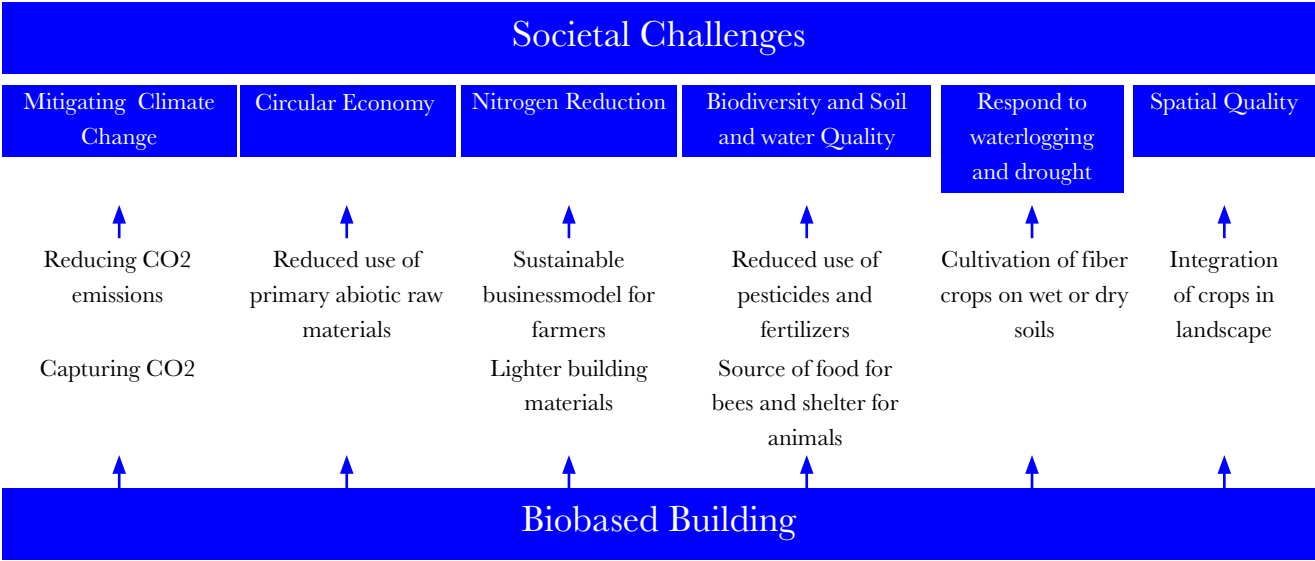 Societal Challenges
Mitigating Climate
Change
Circular Economy
Nitrogen Reduction
Biodiversity and Soil
and water Quality
Respond to
waterlogging
and drought
Spatial Quality
Reducing CO2
emissions
Capturing CO2
Reduced use of
primary abiotic raw
materials
Sustainable
businessmodel for
farmers
Lighter building
materials
Reduced use of
pesticides and
fertilizers
Source of food for
bees and shelter for
animals
Cultivation of fiber
crops on wet or dry
soils
Integration
of crops in
landscape
Biobased Building